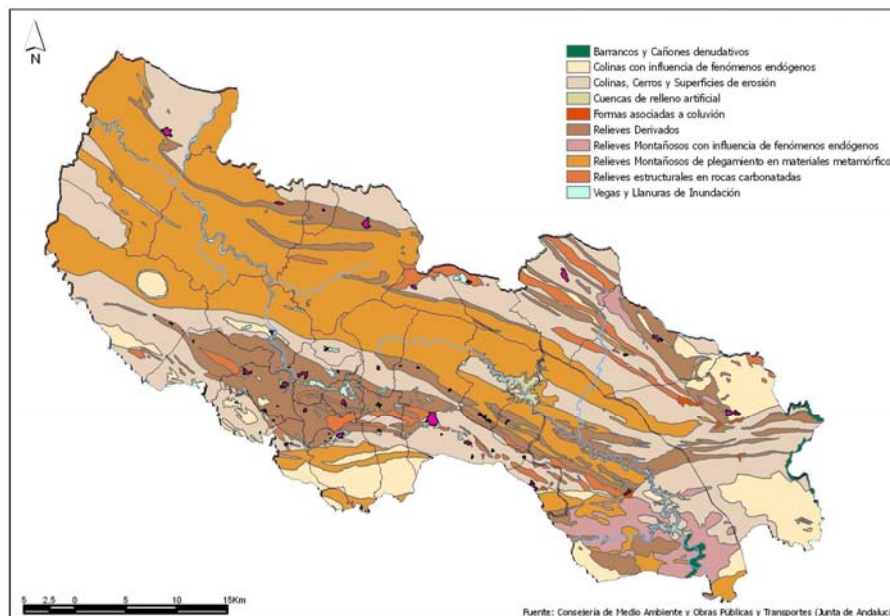 N
Barrancos y Cañones denudativos
Colinas con influencia de fenómenos endógenos
Colinas, Cerros y Superficies de erosión
Cuencas de relleno artificial
Formas asociadas a coluvión
Relieves Derivados
Relieves Montañosos con influencia de fenómenos endógenos
Relieves Montañosos de plegamiento en materiales metamórfico
Relieves estructurales en rocas carbonatadas
Vegas y Llanuras de Inundación
5 2,5 0 5 10 15Km
Fuente: Consejería de Medio Ambiente y Obras Públicas y Transportes (Junta de Andaluc